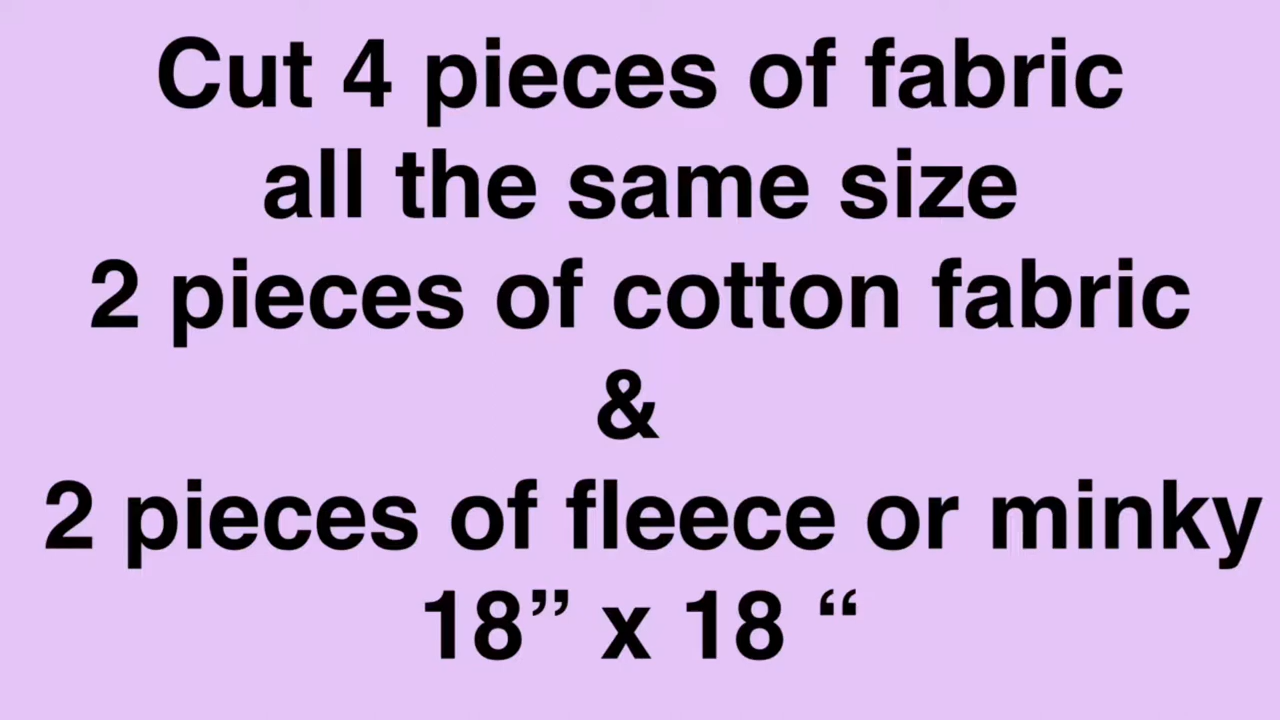 Cut 4 pieces of fabric
all the same size
2 pieces of cotton fabric
&
2 pieces of fleece or minky
18” x 18 “